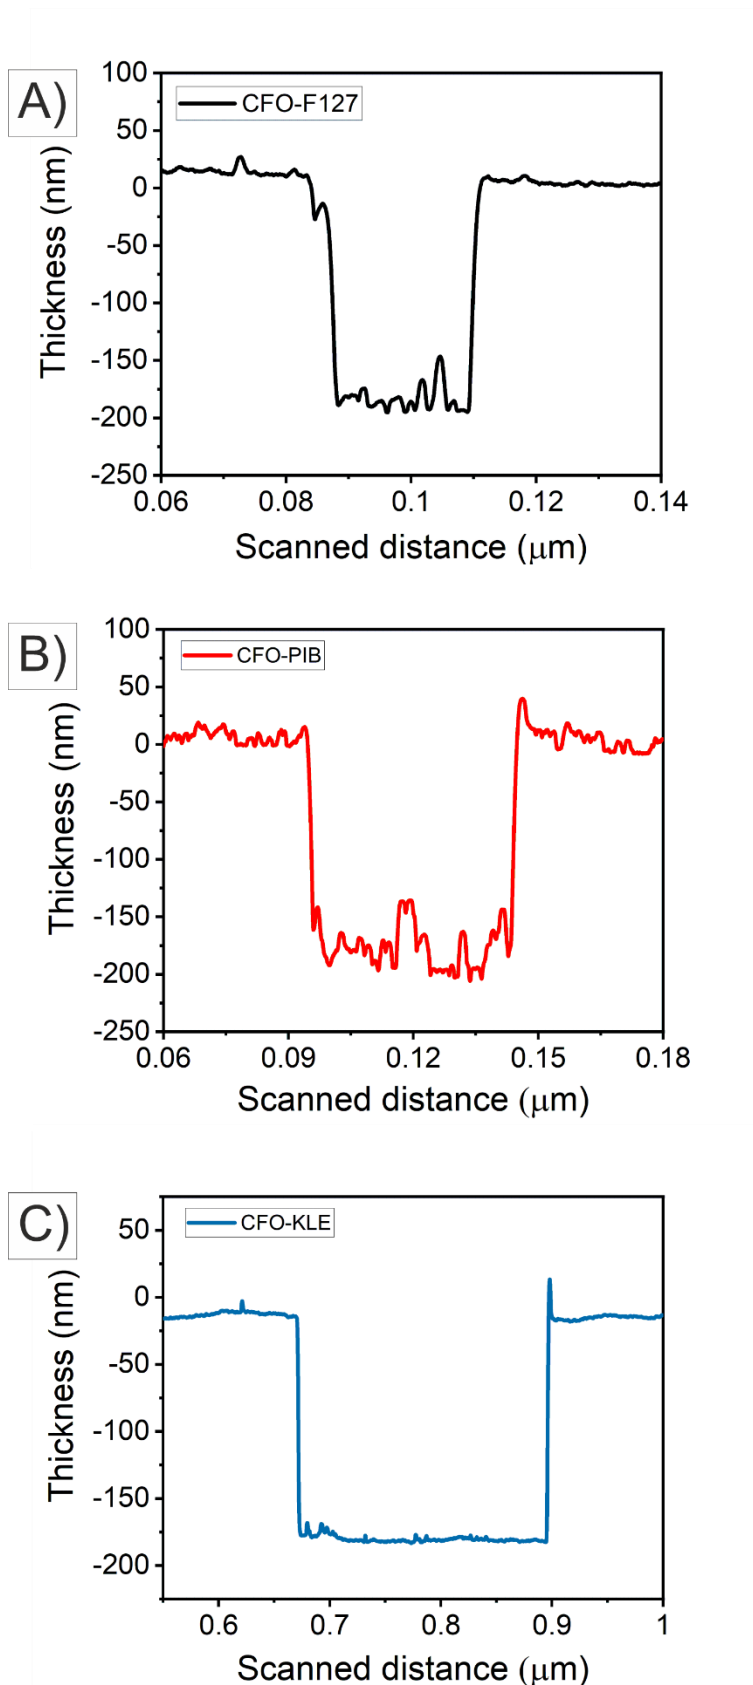 A)
CFO-F127
100
50
0
-50
-100
-150
-200
-250
Thickness (nm)
0.06 0.08 0.1 0.12 0.14
Scanned distance (μm)
B)
CFO-PIB
100
50
0
-50
-100
-150
-200
-250
Thickness (nm)
0.06 0.09 0.12 0.15 0.18
Scanned distance (μm)
C)
CFO-KLE
50
0
-50
-100
-150
-200
Thickness (nm)
0.6 0.7 0.8 0.9 1
Scanned distance (μm)